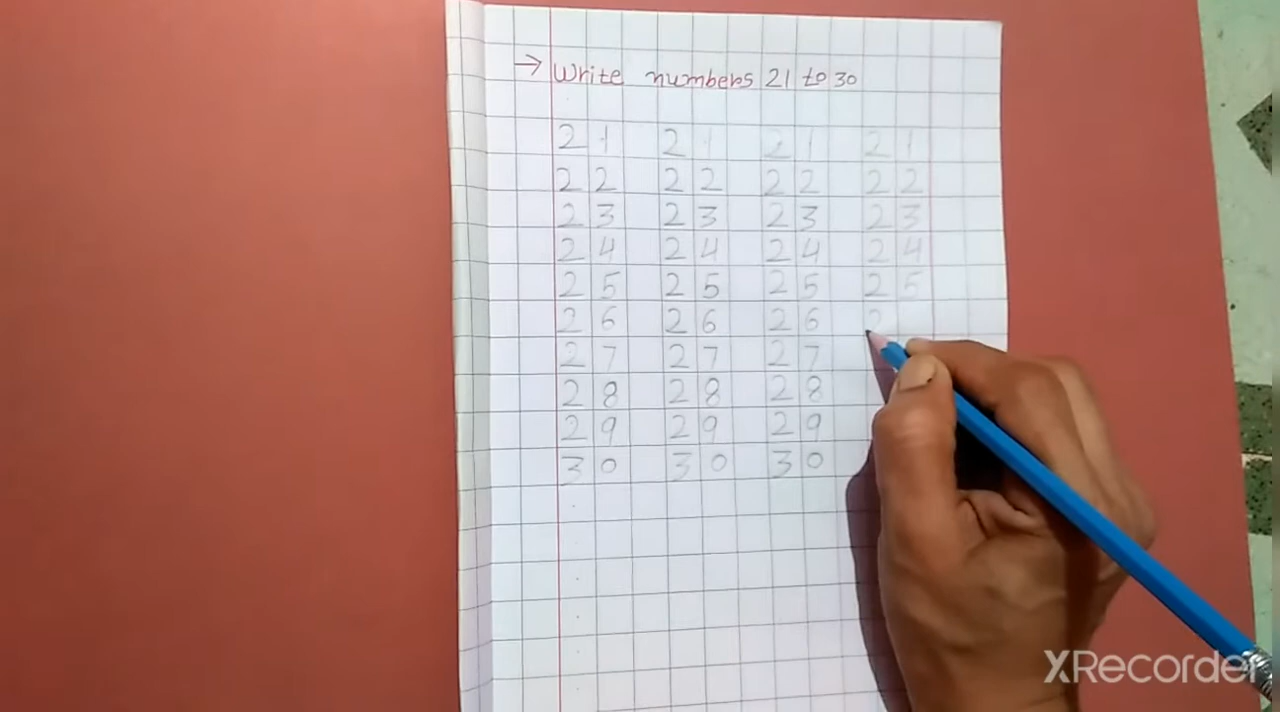 → Write numbers 21 to 30
21 21 21 21
22 22 22 22
23 23 23 23
24 24 24 24
25 25 25 25
26 26 26 2
27 27 27
28 28 28
29 29 29
30 30 30
XRecorder